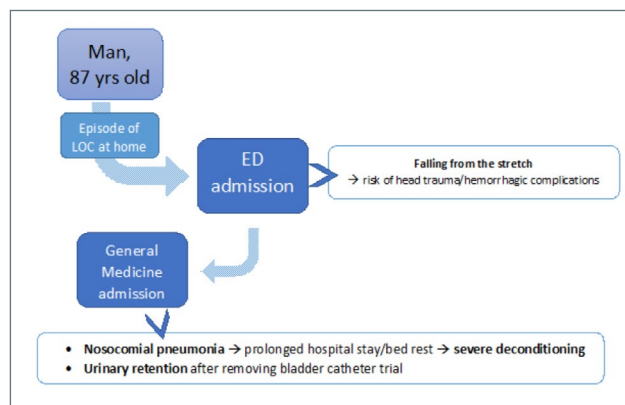 Man,
87 yrs old
Episode of
LOC at home
ED
admission
Falling from the stretch
→ risk of head trauma/hemorrhagic complications
General
Medicine
admission
• Nosocomial pneumonia → prolonged hospital stay/bed rest → severe deconditioning
• Urinary retention after removing bladder catheter trial